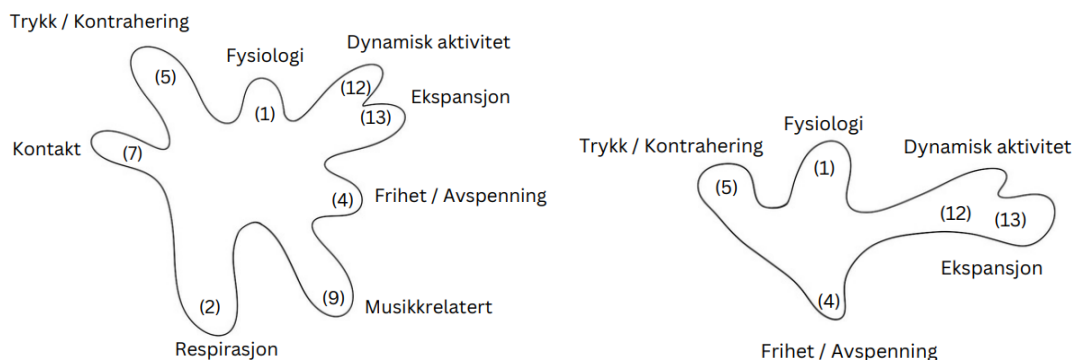 Trykk / Kontrahering
(5)
Fysiologi
(1)
Dynamisk aktivitet
(12)
Ekspansjon
(13)
Kontakt
(7)
Frihet / Avspenning
(4)
Musikkrelatert
(9)
(2)
Respirasjon
Trykk / Kontrahering
(5)
Fysiologi
(1)
Dynamisk aktivitet
(12)
(13)
Ekspansjon
(4)
Frihet / Avspenning